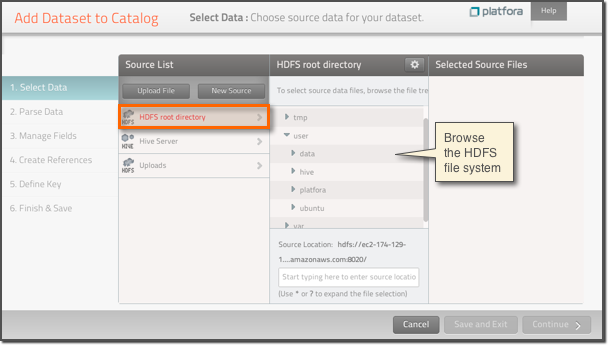 Add Dataset to Catalog
Select Data : Choose source data for your dataset.
platfora
Help
1. Select Data
2. Parse Data
3. Manage Fields
4. Create References
5. Define Key
6. Finish & Save
Source List
Upload File
New Source
HDFS
HDFS root directory
HIVE
Hive Server
HDFS
Uploads
HDFS root directory
To select source data files, browse the file tre
tmp
user
data
hive
platfora
ubuntu
var
Source Location: hdfs://ec2-174-129-
1....amazonaws.com:8020/
Start typing here to enter source locatio
(Use * or ? to expand the file selection)
Selected Source Files
Browse
the HDFS
file system
Cancel
Save and Exit
Continue